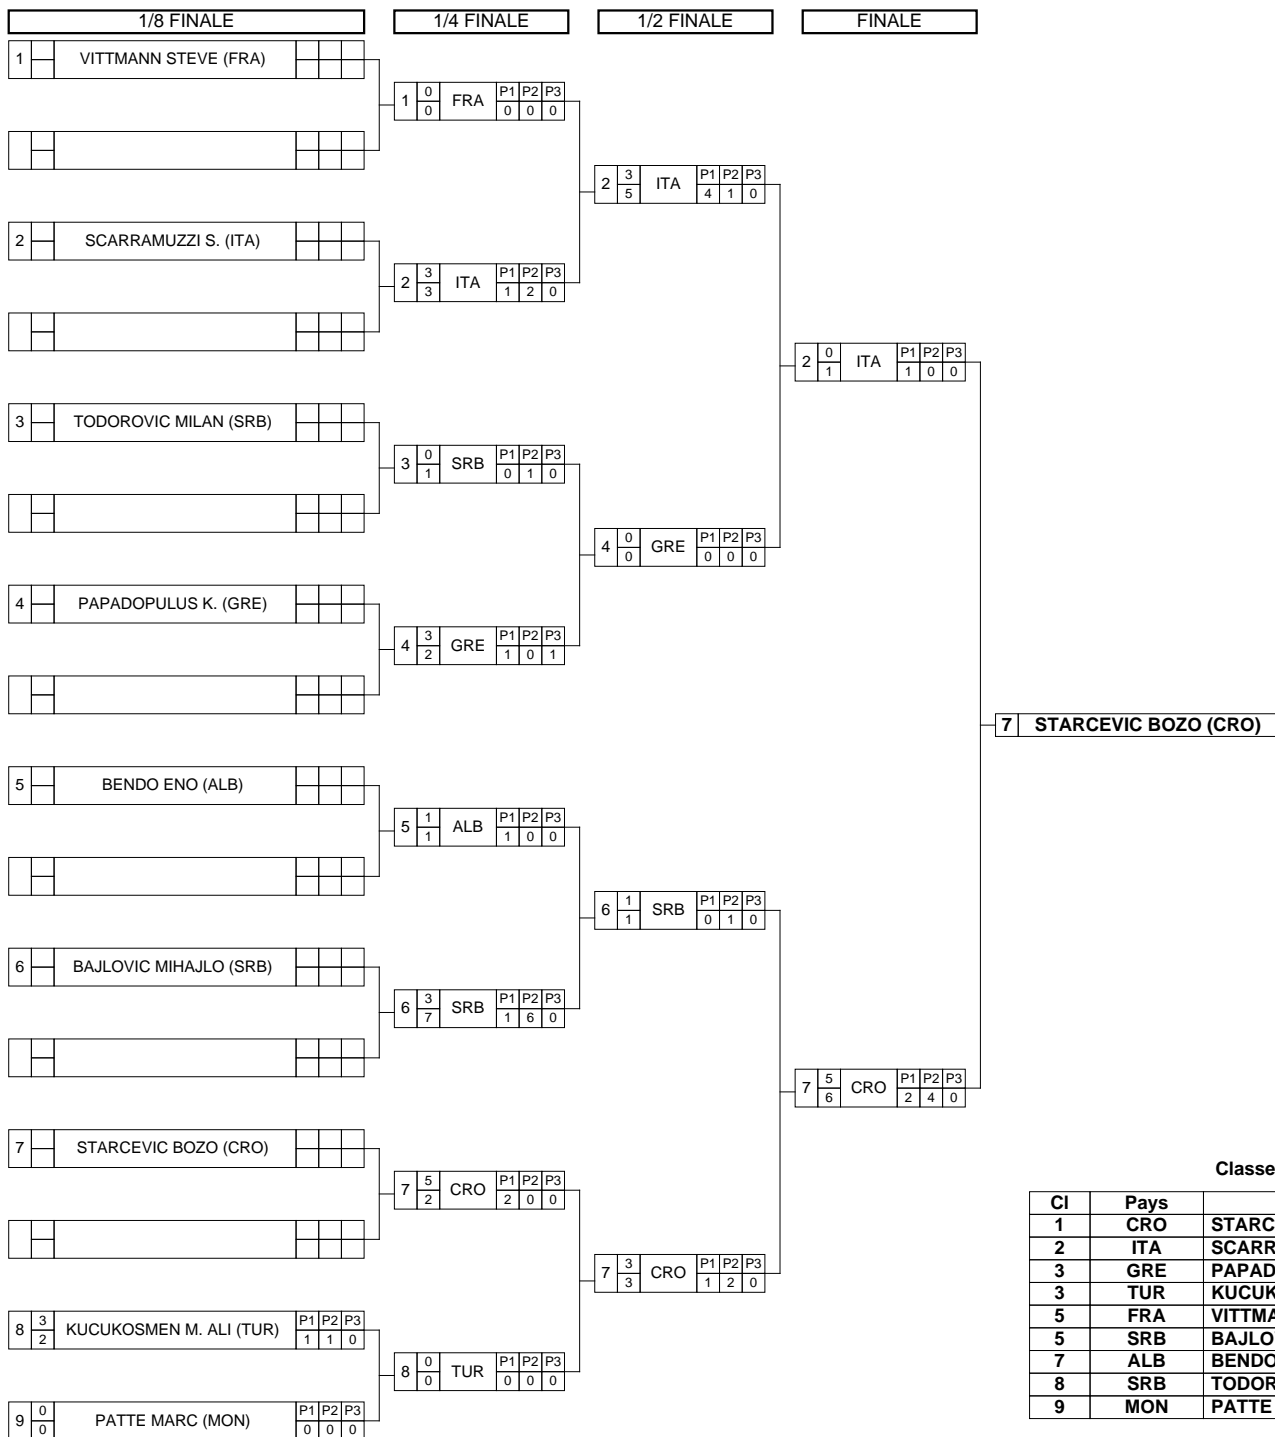 1/8 FINALE 1/4 FINALE 1/2 FINALE FINALE
1 VITTMANN STEVE (FRA)
1 0 FRA P1 P2 P3
0 0 0 0
2 3 ITA P1 P2 P3
5 4 1 0
2 SCARRAMUZZI S. (ITA)
2 3 ITA P1 P2 P3
3 1 2 0
2 0 ITA P1 P2 P3
1 1 0 0
3 TODOROVIC MILAN (SRB)
3 0 SRB P1 P2 P3
1 0 1 0
4 0 GRE P1 P2 P3
0 0 0 0
4 PAPADOPULUS K. (GRE)
4 3 GRE P1 P2 P3
2 1 0 1
7 STARCEVIC BOZO (CRO)
5 BENDO ENO (ALB)
5 1 ALB P1 P2 P3
1 1 0 0
6 1 SRB P1 P2 P3
1 0 1 0
6 BAJLOVIC MIHAJLO (SRB)
6 3 SRB P1 P2 P3
7 1 6 0
7 5 CRO P1 P2 P3
6 2 4 0
7 STARCEVIC BOZO (CRO)
7 5 CRO P1 P2 P3
2 2 0 0
7 3 CRO P1 P2 P3
3 1 2 0
8 3 KUCUKOSMEN M. ALI (TUR) P1 P2 P3
2 1 1 0
8 0 TUR P1 P2 P3
0 0 0 0
9 0 PATTE MARC (MON) P1 P2 P3
0 0 0 0
Classe
Cl Pays
1 CRO STARC
2 ITA SCARR
3 GRE PAPAD
3 TUR KUCUK
5 FRA VITTMA
5 SRB BAJLO
7 ALB BENDO
8 SRB TODOR
9 MON PATTE